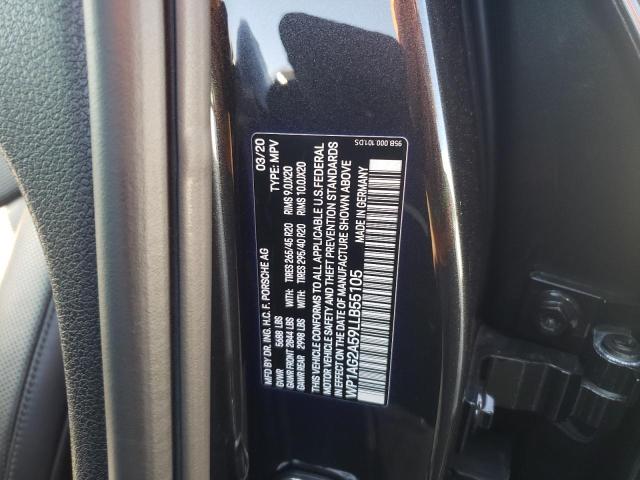 MFD BY DR. ING. H.C. F. PORSCHE AG 03/20
GVWR 5688 LBS TYPE: MPV
GAWR FRONT 2844 LBS WITH: TIRES 265/45 R20 RIMS 9.0JX20
GAWR REAR 2998 LBS WITH: TIRES 295/40 R20 RIMS 10.0JX20
THIS VEHICLE CONFORMS TO ALL APPLICABLE U.S. FEDERAL
MOTOR VEHICLE SAFETY AND THEFT PREVENTION STANDARDS
IN EFFECT ON THE DATE OF MANUFACTURE SHOWN ABOVE
WP1AG2A59LLB55105 MADE IN GERMANY
95B.000.101.DS